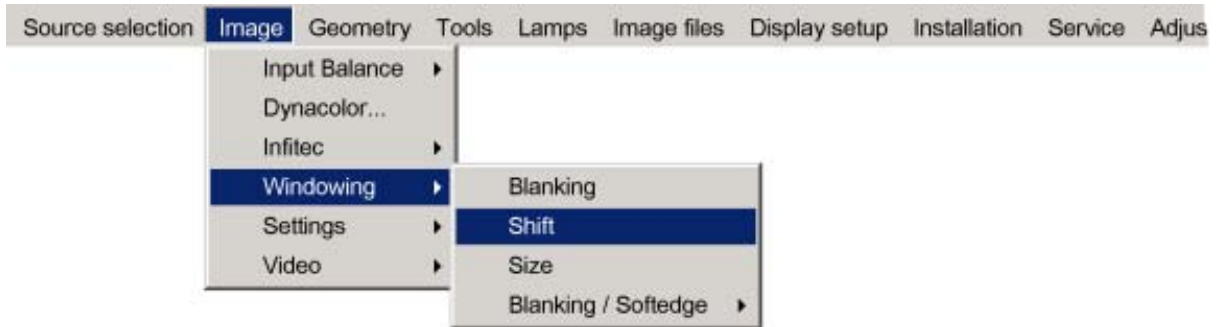 Source selection Image Geometry Tools Lamps Image files Display setup Installation Service Adjus
Input Balance
Dynacolor...
Infitec
Windowing
Settings
Video
Blanking
Shift
Size
Blanking / Softedge